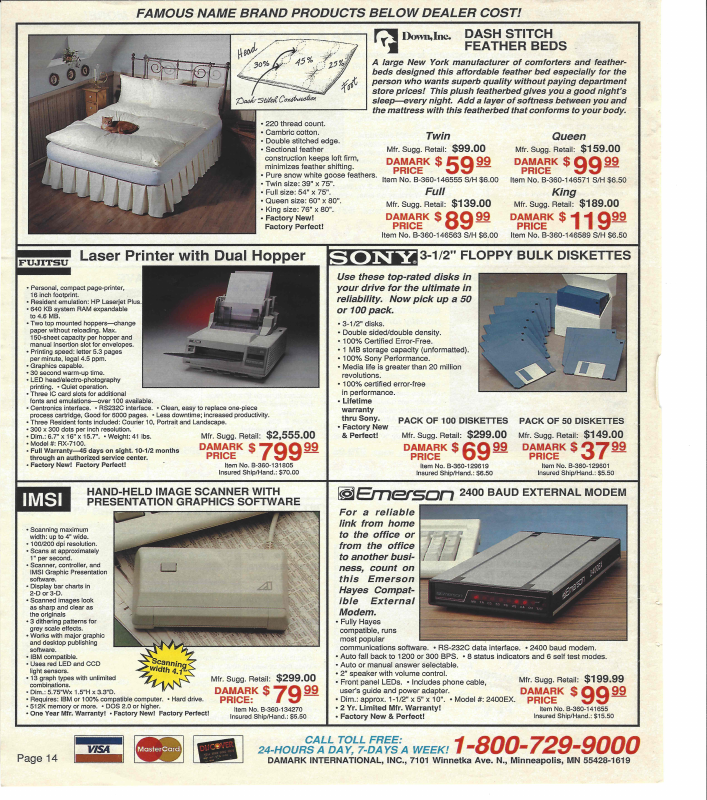 FAMOUS NAME BRAND PRODUCTS BELOW DEALER COST!
Head
30%
45%
25%
Foot
Dash Stitch Construction
Down, Inc.
DASH STITCH
FEATHER BEDS
A large New York manufacturer of comforters and feather-
beds designed this affordable feather bed especially for the
person who wants superb quality without paying department
store prices! This plush featherbed gives you a good night's
sleep—every night. Add a layer of softness between you and
the mattress with this featherbed that conforms to your body.
• 220 thread count.
• Cambric cotton.
• Double stitched edge.
• Sectional feather
construction keeps loft firm,
minimizes feather shifting.
• Pure snow white goose feathers.
• Twin size: 39" x 75".
• Full size: 54" x 75".
• Queen size: 60" x 80".
• King size: 76" x 80".
• Factory New!
Factory Perfect!
Twin
Mfr. Sugg. Retail: $99.00
DAMARK PRICE $59.99
Item No. B-360-146555 S/H $6.00
Queen
Mfr. Sugg. Retail: $159.00
DAMARK PRICE $99.99
Item No. B-360-146571 S/H $6.50
Full
Mfr. Sugg. Retail: $139.00
DAMARK PRICE $89.99
Item No. B-360-146563 S/H $6.00
King
Mfr. Sugg. Retail: $189.00
DAMARK PRICE $119.99
Item No. B-360-146589 S/H $6.50
FUJITSU
Laser Printer with Dual Hopper
• Personal, compact page-printer,
16 inch footprint.
• Resident emulation: HP Laserjet Plus.
• 640 KB system RAM expandable
to 4.6 MB.
• Two top mounted hoppers—change
paper without reloading. Max.
150-sheet capacity per hopper and
manual insertion slot for envelopes.
• Printing speed: letter 5.3 pages
per minute, legal 4.5 ppm.
• Graphics capable.
• 30 second warm-up time.
• LED head/electro-photography
printing. • Quiet operation.
• Three IC card slots for additional
fonts and emulations—over 100 available.
• Centronics interface. • RS232C interface. • Clean, easy to replace one-piece
process cartridge, Good for 6000 pages. • Less downtime; increased productivity.
• Three Resident fonts included: Courier 10, Portrait and Landscape.
• 300 x 300 dots per inch resolution.
• Dim.: 6.7" x 16" x 15.7". • Weight: 41 lbs.
• Model #: RX-7100.
• Full Warranty—45 days on sight. 10-1/2 months
through an authorized service center.
• Factory New! Factory Perfect!
Mfr. Sugg. Retail: $2,555.00
DAMARK PRICE $799.99
Item No. B-360-131805
Insured Ship/Hand.: $70.00
SONY.
3-1/2" FLOPPY BULK DISKETTES
Use these top-rated disks in
your drive for the ultimate in
reliability. Now pick up a 50
or 100 pack.
• 3-1/2" disks.
• Double sided/double density.
• 100% Certified Error-Free.
• 1 MB storage capacity (unformatted).
• 100% Sony Performance.
• Media life is greater than 20 million
revolutions.
• 100% certified error-free
in performance.
• Lifetime
warranty
thru Sony.
• Factory New
& Perfect!
PACK OF 100 DISKETTES
Mfr. Sugg. Retail: $299.00
DAMARK PRICE $69.99
Item No. B-360-129619
Insured Ship/Hand.: $6.50
PACK OF 50 DISKETTES
Mfr. Sugg. Retail: $149.00
DAMARK PRICE $37.99
Item No. B-360-129601
Insured Ship/Hand.: $5.50
IMSI
HAND-HELD IMAGE SCANNER WITH
PRESENTATION GRAPHICS SOFTWARE
• Scanning maximum
width: up to 4" wide.
• 100/200 dpi resolution.
• Scans at approximately
1" per second.
• Scanner, controller, and
IMSI Graphic Presentation
software.
• Display bar charts in
2-D or 3-D.
• Scanned images look
as sharp and clear as
the originals
• 3 dithering patterns for
grey scale effects.
• Works with major graphic
and desktop publishing
software.
• IBM compatible.
• Uses red LED and CCD
light sensors.
• 13 graph types with unlimited
combinations.
• Dim.: 5.75"Wx 1.5"H x 3.3"D.
• Requires: IBM or 100% compatible computer. • Hard drive.
• 512K memory or more. • DOS 2.0 or higher.
• One Year Mfr. Warranty! • Factory New! Factory Perfect!
Scanning
width 4.1"
Mfr. Sugg. Retail: $299.00
DAMARK PRICE: $79.99
Item No. B-360-134270
Insured Ship/Hand.: $5.50
Emerson
2400 BAUD EXTERNAL MODEM
For a reliable
link from home
to the office or
from the office
to another busi-
ness, count on
this Emerson
Hayes Compat-
ible External
Modem.
• Fully Hayes
compatible, runs
most popular
communications software. • RS-232C data interface. • 2400 baud modem.
• Auto fall back to 1200 or 300 BPS. • 8 status indicators and 6 self test modes.
• Auto or manual answer selectable.
• 2" speaker with volume control.
• Front panel LEDs. • Includes phone cable,
user's guide and power adapter.
• Dim.: approx. 1-1/2" x 5" x 10". • Model #: 2400EX.
• 2 Yr. Limited Mfr. Warranty!
• Factory New & Perfect!
Mfr. Sugg. Retail: $199.99
DAMARK PRICE $99.99
Item No. B-360-141655
Insured Ship/Hand.: $15.50
Page 14
VISA
MasterCard
DISCOVER
CALL TOLL FREE:
24-HOURS A DAY, 7-DAYS A WEEK! 1-800-729-9000
DAMARK INTERNATIONAL, INC., 7101 Winnetka Ave. N., Minneapolis, MN 55428-1619